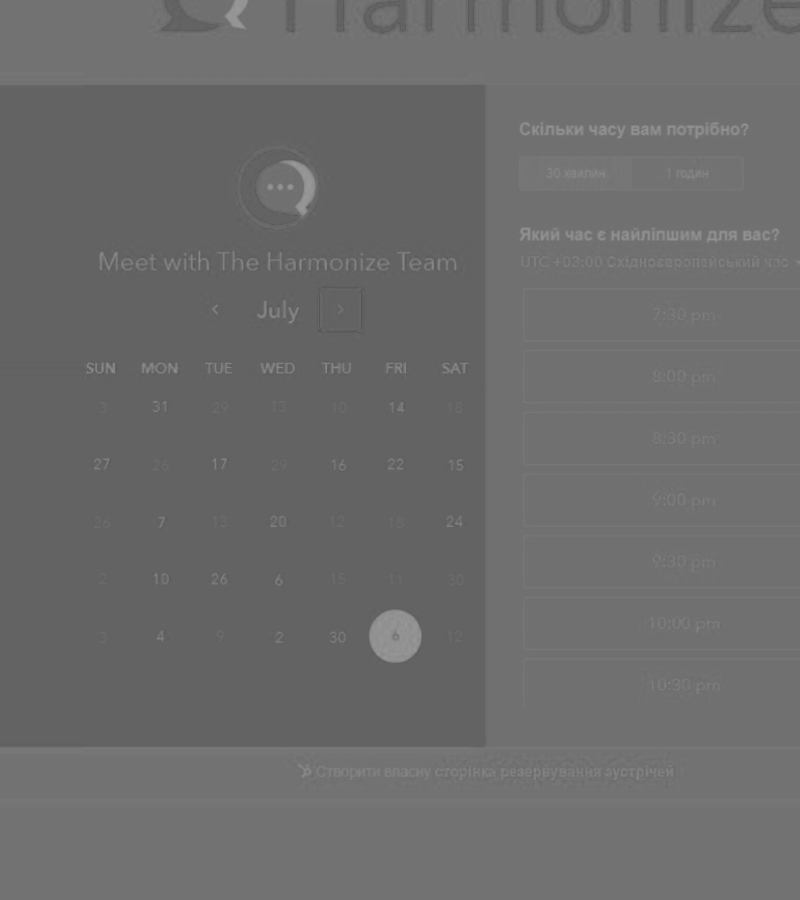 Harmonize
Meet with The Harmonize Team
July
SUN MON TUE WED THU FRI SAT
3 31 29 13 10 14 18
27 26 17 29 16 22 15
26 7 13 20 12 18 24
2 10 26 6 15 11 30
3 4 9 2 30 6 12
Скільки часу вам потрібно?
30 хвилин 1 годин
Який час є найліпшим для вас?
UTC +03:00 Східноєвропейський час
7:30 pm
8:00 pm
8:30 pm
9:00 pm
9:30 pm
10:00 pm
10:30 pm
Створити власну сторінка резервування зустрічей